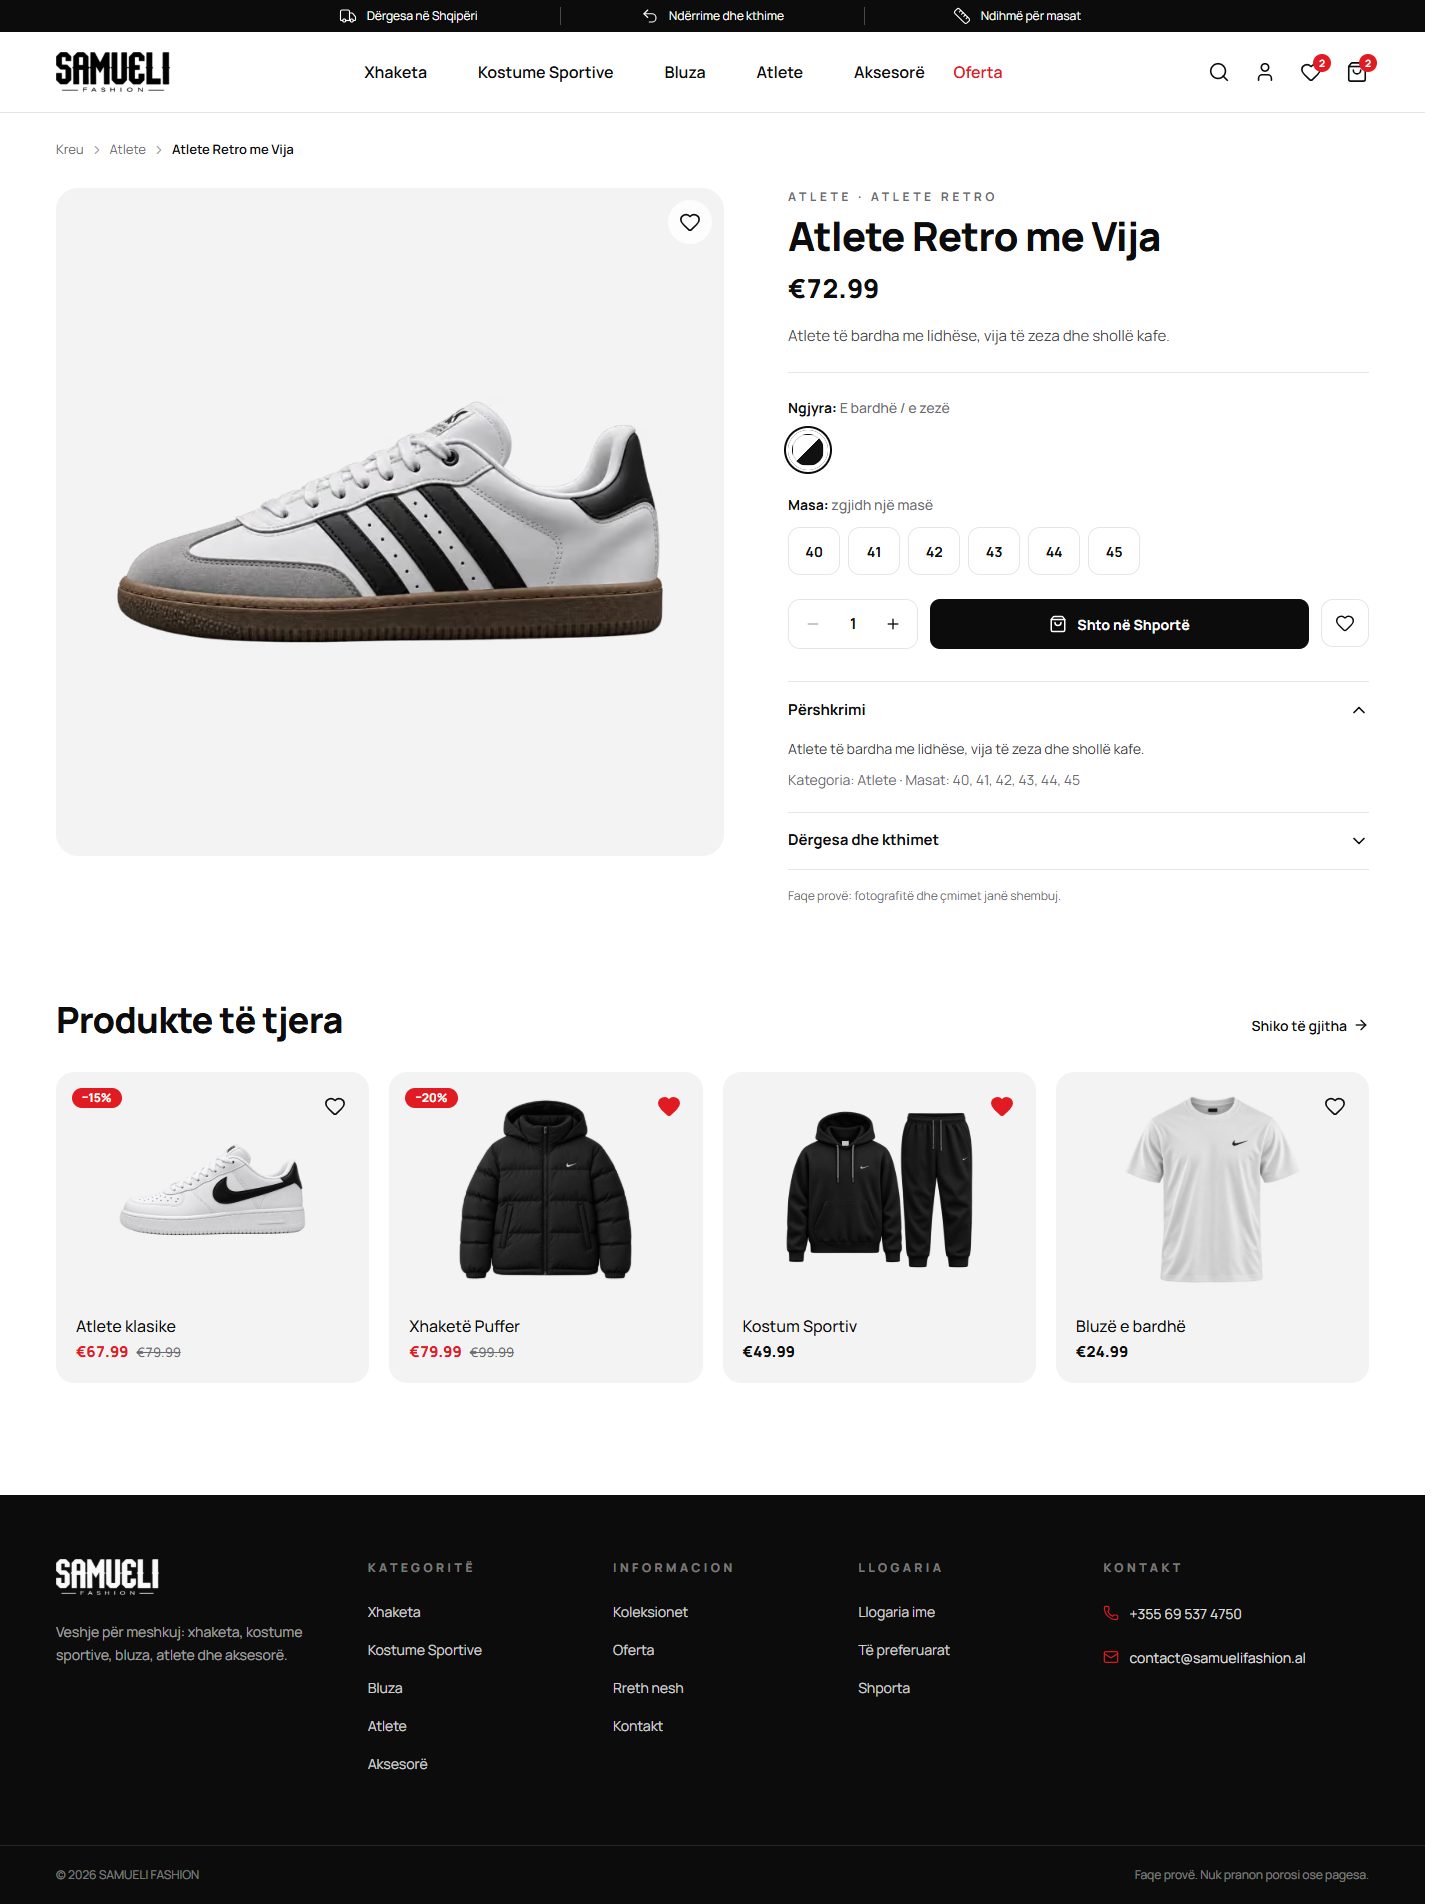 Dërgesa në Shqipëri
Ndërrime dhe kthime
Ndihmë për masat
SAMUELI
FASHION
Xhaketa
Kostume Sportive
Bluza
Atlete
Aksesorë
Oferta
2
2
Kreu
Atlete
Atlete Retro me Vija
ATLETE · ATLETE RETRO
Atlete Retro me Vija
€72.99
Atlete të bardha me lidhëse, vija të zeza dhe shollë kafe.
Ngjyra: E bardhë / e zezë
Masa: zgjidh një masë
40
41
42
43
44
45
1
Shto në Shportë
Përshkrimi
Atlete të bardha me lidhëse, vija të zeza dhe shollë kafe.
Kategoria: Atlete · Masat: 40, 41, 42, 43, 44, 45
Dërgesa dhe kthimet
Faqe provë: fotografitë dhe çmimet janë shembuj.
Produkte të tjera
Shiko të gjitha
−15%
Atlete klasike
€67.99 €79.99
−20%
Xhaketë Puffer
€79.99 €99.99
Kostum Sportiv
€49.99
Bluzë e bardhë
€24.99
SAMUELI
FASHION
Veshje për meshkuj: xhaketa, kostume
sportive, bluza, atlete dhe aksesorë.
KATEGORITË
Xhaketa
Kostume Sportive
Bluza
Atlete
Aksesorë
INFORMACION
Koleksionet
Oferta
Rreth nesh
Kontakt
LLOGARIA
Llogaria ime
Të preferuarat
Shporta
KONTAKT
+355 69 537 4750
contact@samuelifashion.al
© 2026 SAMUELI FASHION
Faqe provë. Nuk pranon porosi ose pagesa.